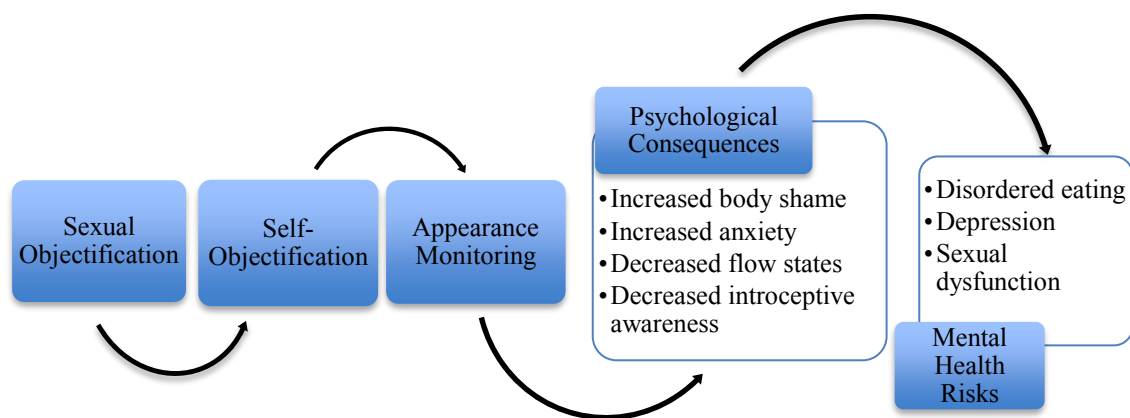 Sexual
Objectification
Self-
Objectification
Appearance
Monitoring
Psychological
Consequences
•Increased body shame
•Increased anxiety
•Decreased flow states
•Decreased introceptive
awareness
•Disordered eating
•Depression
•Sexual
dysfunction
Mental
Health
Risks